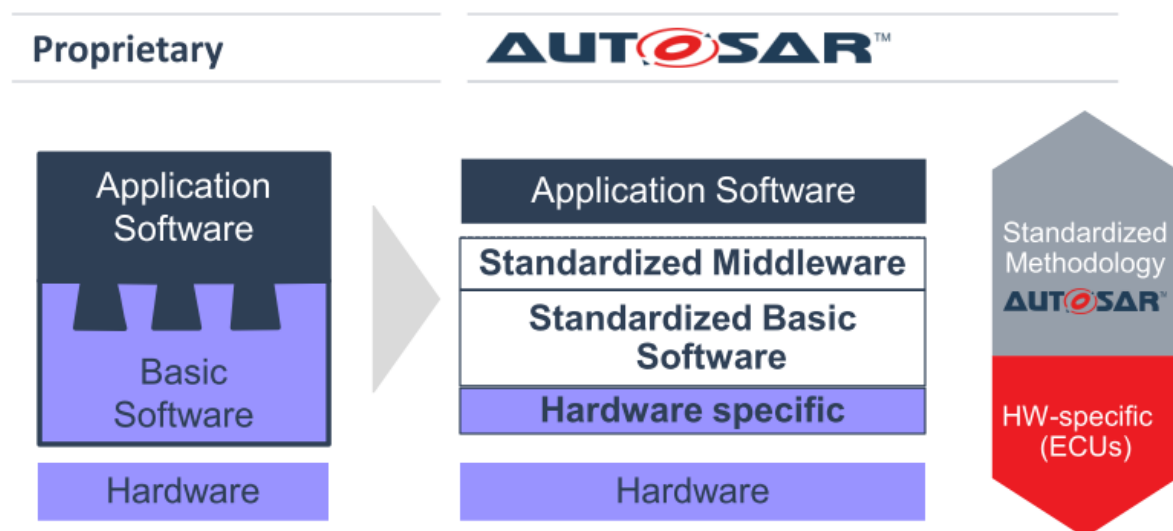 Proprietary
AUTOSAR™
Application
Software
Basic
Software
Hardware
Application Software
Standardized Middleware
Standardized Basic
Software
Hardware specific
Hardware
Standardized
Methodology
AUTOSAR™
HW-specific
(ECUs)